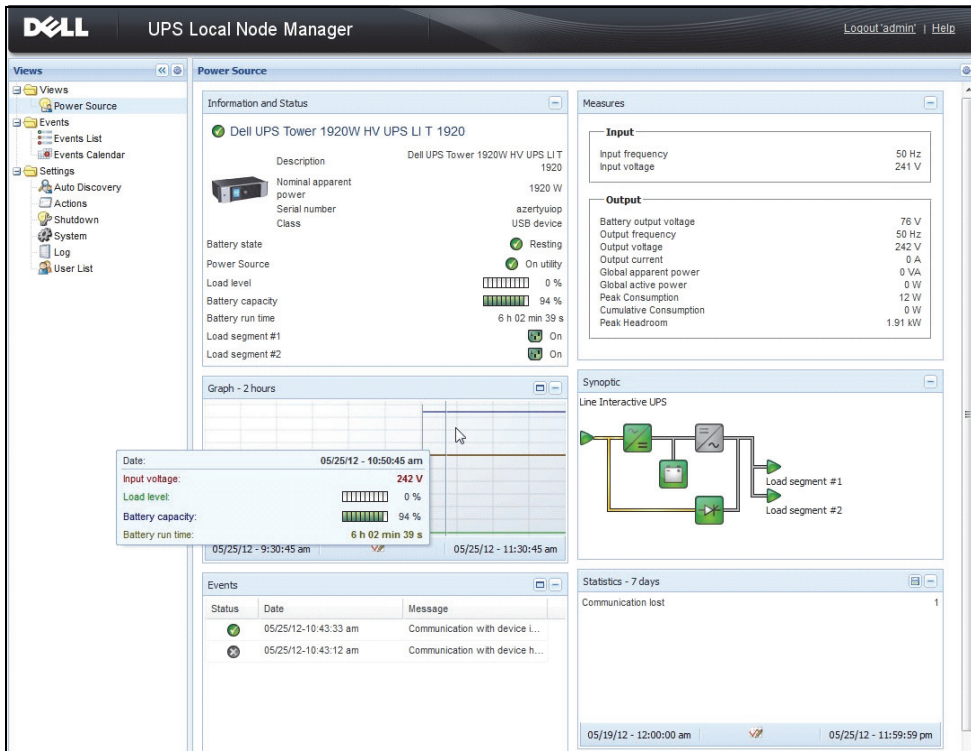 DELL
UPS Local Node Manager
Logout 'admin' | Help
Views
Views
Power Source
Events
Events List
Events Calendar
Settings
Auto Discovery
Actions
Shutdown
System
Log
User List
Power Source
Information and Status
Dell UPS Tower 1920W HV UPS LI T 1920
Description Dell UPS Tower 1920W HV UPS LI T
1920
Nominal apparent
power 1920 W
Serial number azertyuiop
Class USB device
Battery state Resting
Power Source On utility
Load level 0 %
Battery capacity 94 %
Battery run time 6 h 02 min 39 s
Load segment #1 On
Load segment #2 On
Measures
Input
Input frequency 50 Hz
Input voltage 241 V
Output
Battery output voltage 76 V
Output frequency 50 Hz
Output voltage 242 V
Output current 0 A
Global apparent power 0 VA
Global active power 0 W
Peak Consumption 12 W
Cumulative Consumption 0 W
Peak Headroom 1.91 kW
Graph - 2 hours
Date: 05/25/12 - 10:50:45 am
Input voltage: 242 V
Load level: 0 %
Battery capacity: 94 %
Battery run time: 6 h 02 min 39 s
05/25/12 - 9:30:45 am 05/25/12 - 11:30:45 am
Synoptic
Line Interactive UPS
Load segment #1
Load segment #2
Events
Status Date Message
05/25/12-10:43:33 am Communication with device i...
05/25/12-10:43:12 am Communication with device h...
Statistics - 7 days
Communication lost 1
05/19/12 - 12:00:00 am 05/25/12 - 11:59:59 pm